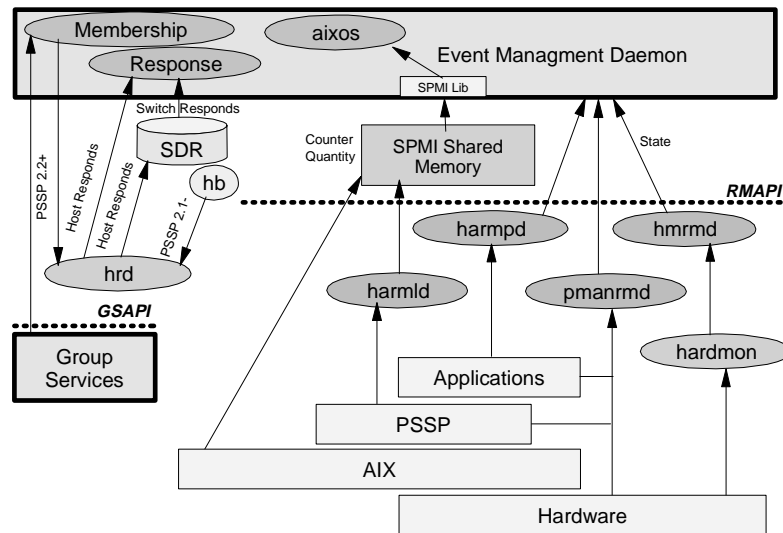 Membership
aixos
Event Managment Daemon
Response
SPMI Lib
Switch Responds
Counter
Quantity
SPMI Shared
Memory
State
SDR
hb
PSSP 2.2+
Host Responds
Host Responds
PSSP 2.1-
RMAPI
harmpd
hmrmd
hrd
harmld
pmanrmd
GSAPI
Group
Services
hardmon
Applications
PSSP
AIX
Hardware